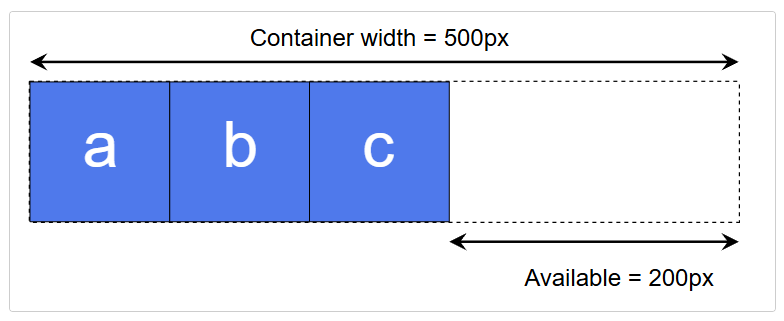 Container width = 500px
a b c
Available = 200px